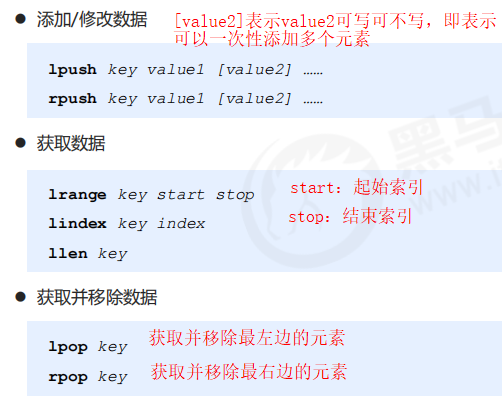 ● 添加/修改数据 [value2]表示value2可写可不写，即表示
可以一次性添加多个元素
lpush key value1 [value2] ……
rpush key value1 [value2] ……
● 获取数据
lrange key start stop start：起始索引
lindex key index stop：结束索引
llen key
● 获取并移除数据
lpop key 获取并移除最左边的元素
rpop key 获取并移除最右边的元素
黑马
www.i